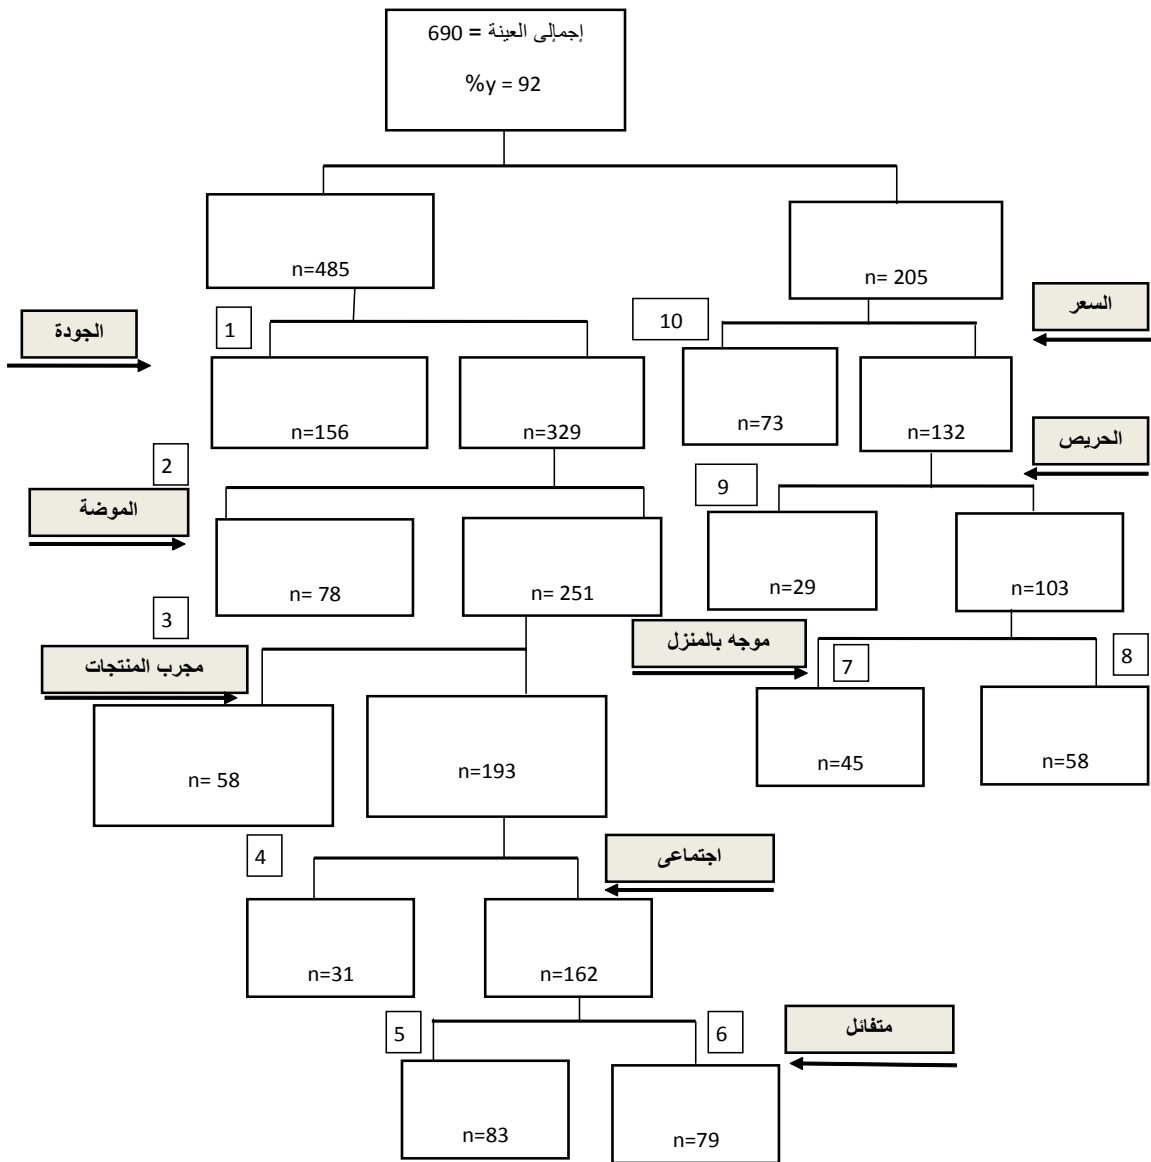 إجمإلى العينة = 690
%y = 92
n=485
n= 205
الجودة
1
10
السعر
n=156
n=329
n=73
n=132
الحريص
2
9
الموضة
n= 78
n= 251
n=29
n=103
3
مجرب المنتجات
موجه بالمنزل
7
8
n= 58
n=193
n=45
n=58
4
اجتماعى
n=31
n=162
5
6
متفائل
n=83
n=79